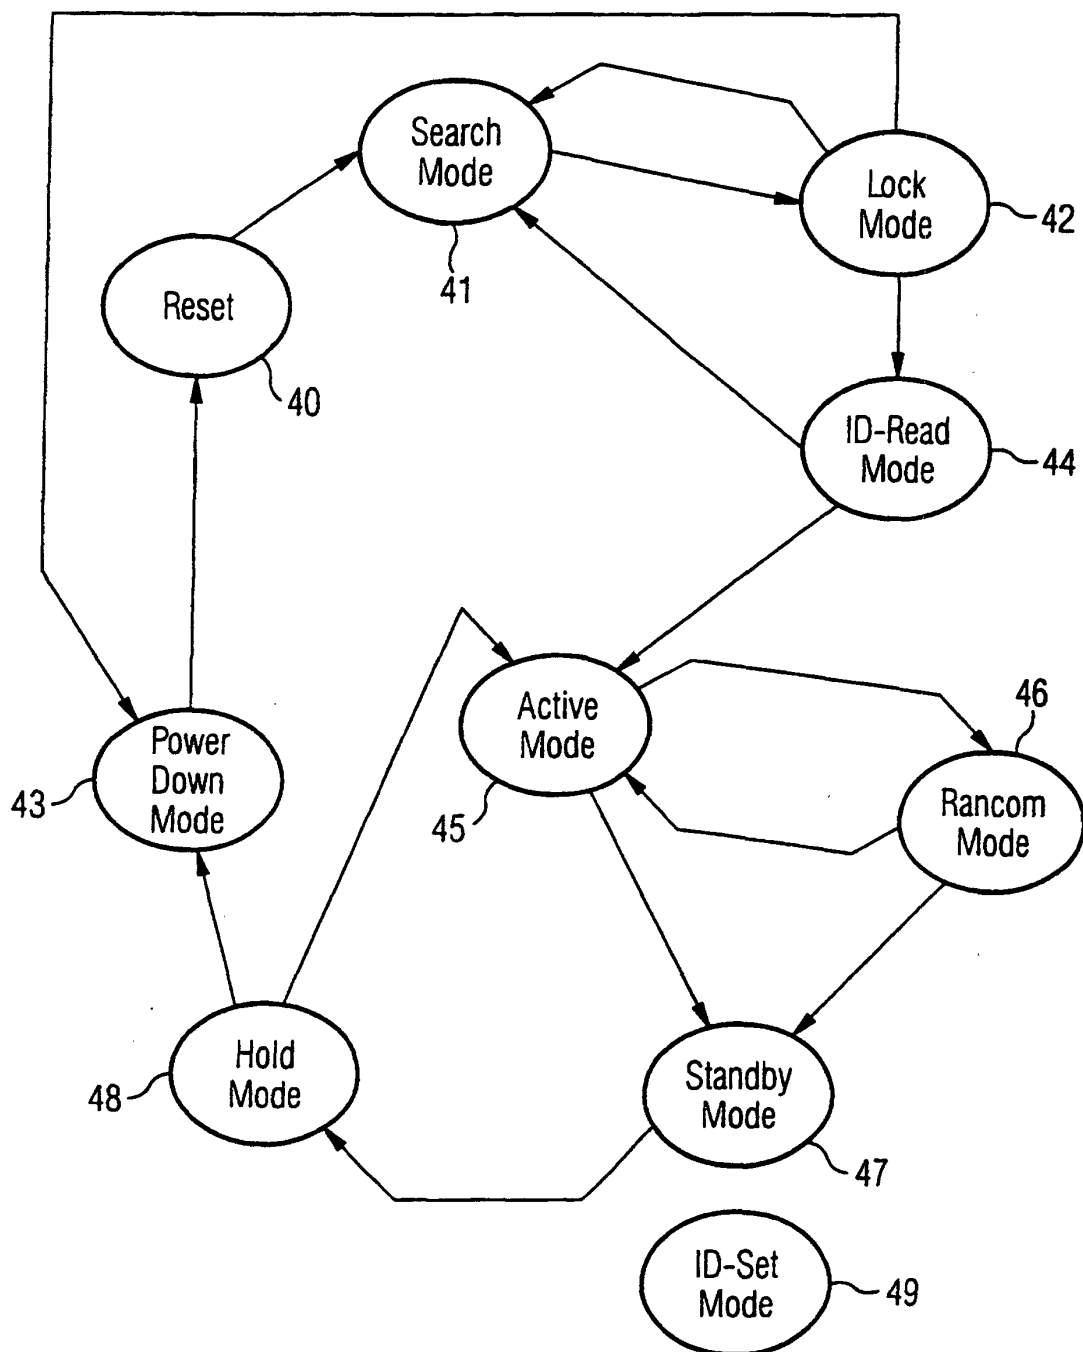 Search
Mode
41
Lock
Mode
42
Reset
40
ID-Read
Mode
44
Active
Mode
45
46
Rancom
Mode
Power
Down
Mode
43
Hold
Mode
48
Standby
Mode
47
ID-Set
Mode
49